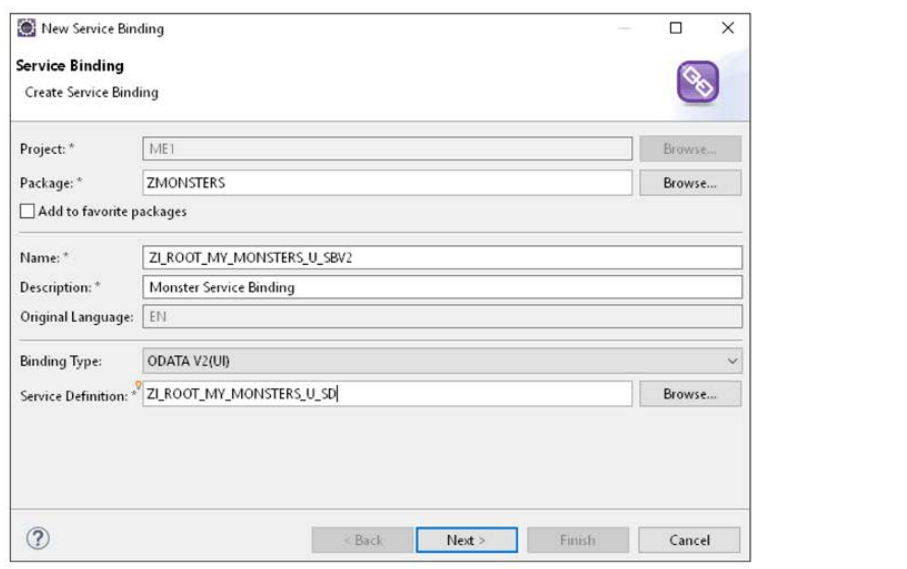 New Service Binding
Service Binding
Create Service Binding
Project: * ME1 Browse...
Package: * ZMONSTERS Browse...
Add to favorite packages
Name: * ZI_ROOT_MY_MONSTERS_U_SBV2
Description: * Monster Service Binding
Original Language: EN
Binding Type: ODATA V2(UI)
Service Definition: * ZI_ROOT_MY_MONSTERS_U_SD Browse...
? < Back Next > Finish Cancel